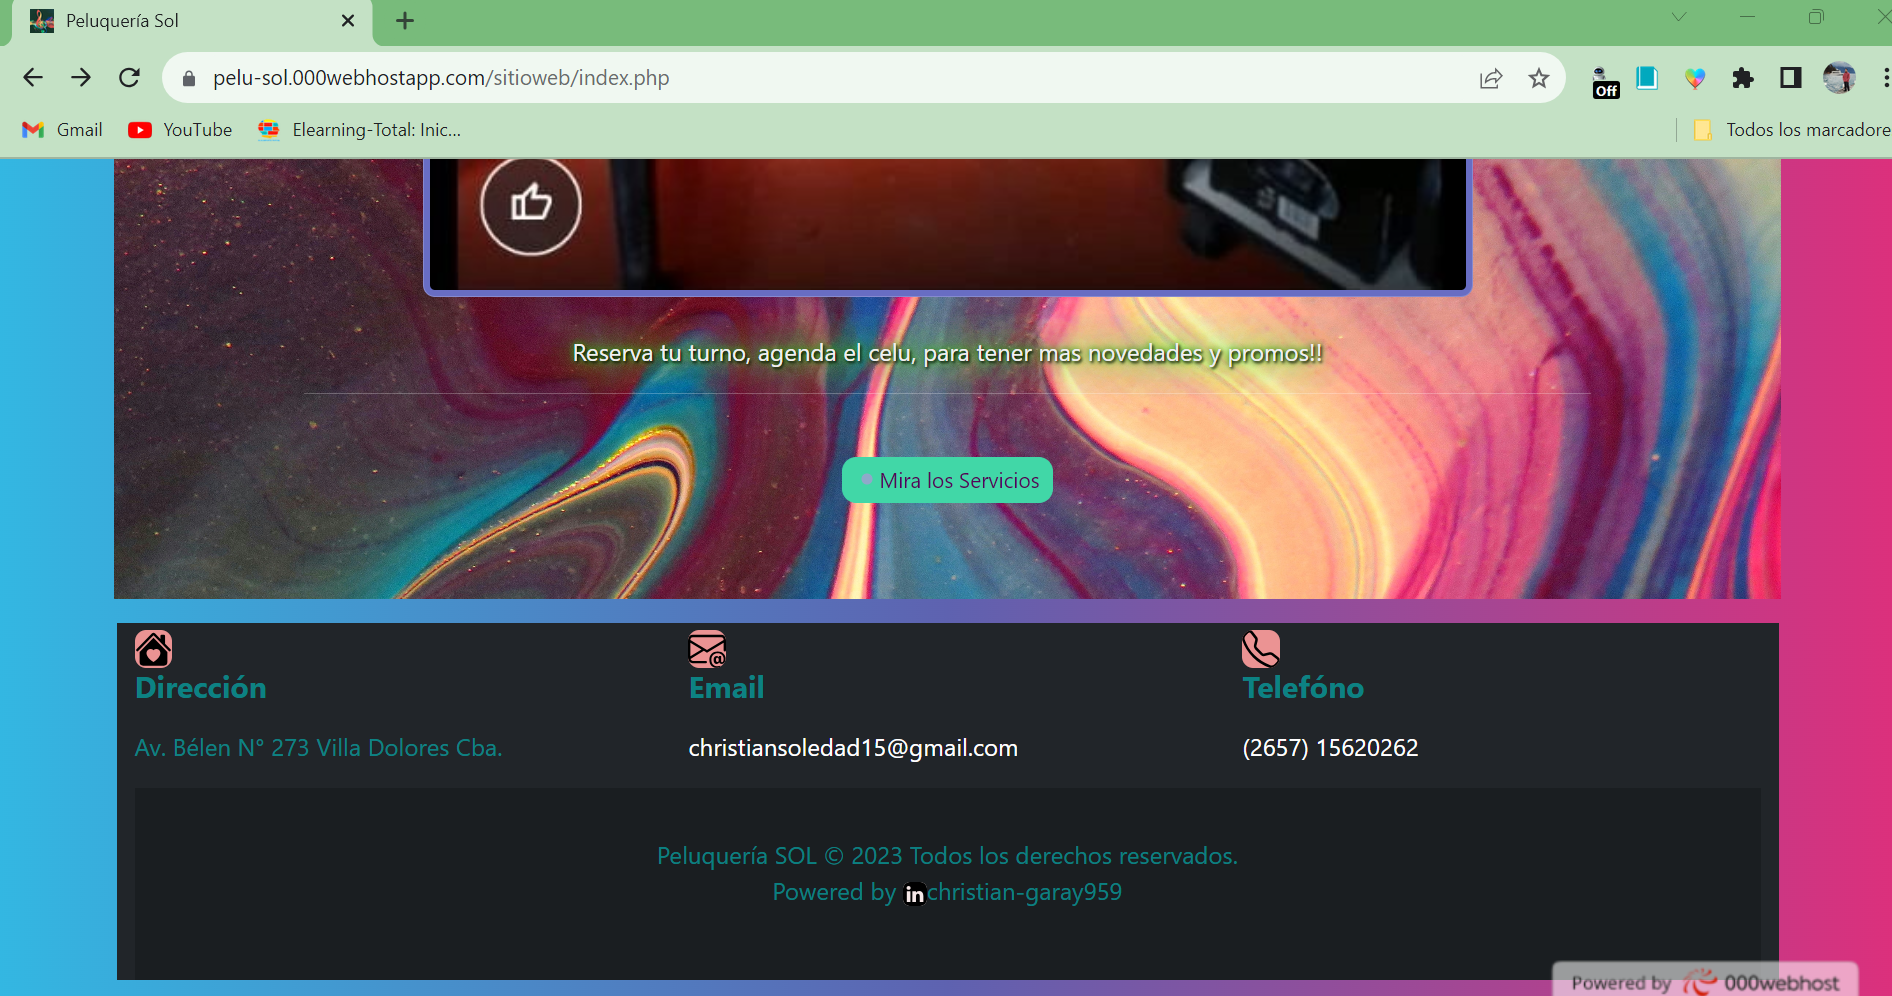 Peluquería Sol
pelu-sol.000webhostapp.com/sitioweb/index.php
Off
Gmail
YouTube
Elearning-Total: Inic...
Todos los marcadore
Reserva tu turno, agenda el celu, para tener mas novedades y promos!!
Mira los Servicios
Dirección
Email
Telefóno
Av. Bélen N° 273 Villa Dolores Cba.
christiansoledad15@gmail.com
(2657) 15620262
Peluquería SOL © 2023 Todos los derechos reservados.
Powered by in christian-garay959
Powered by 000webhost